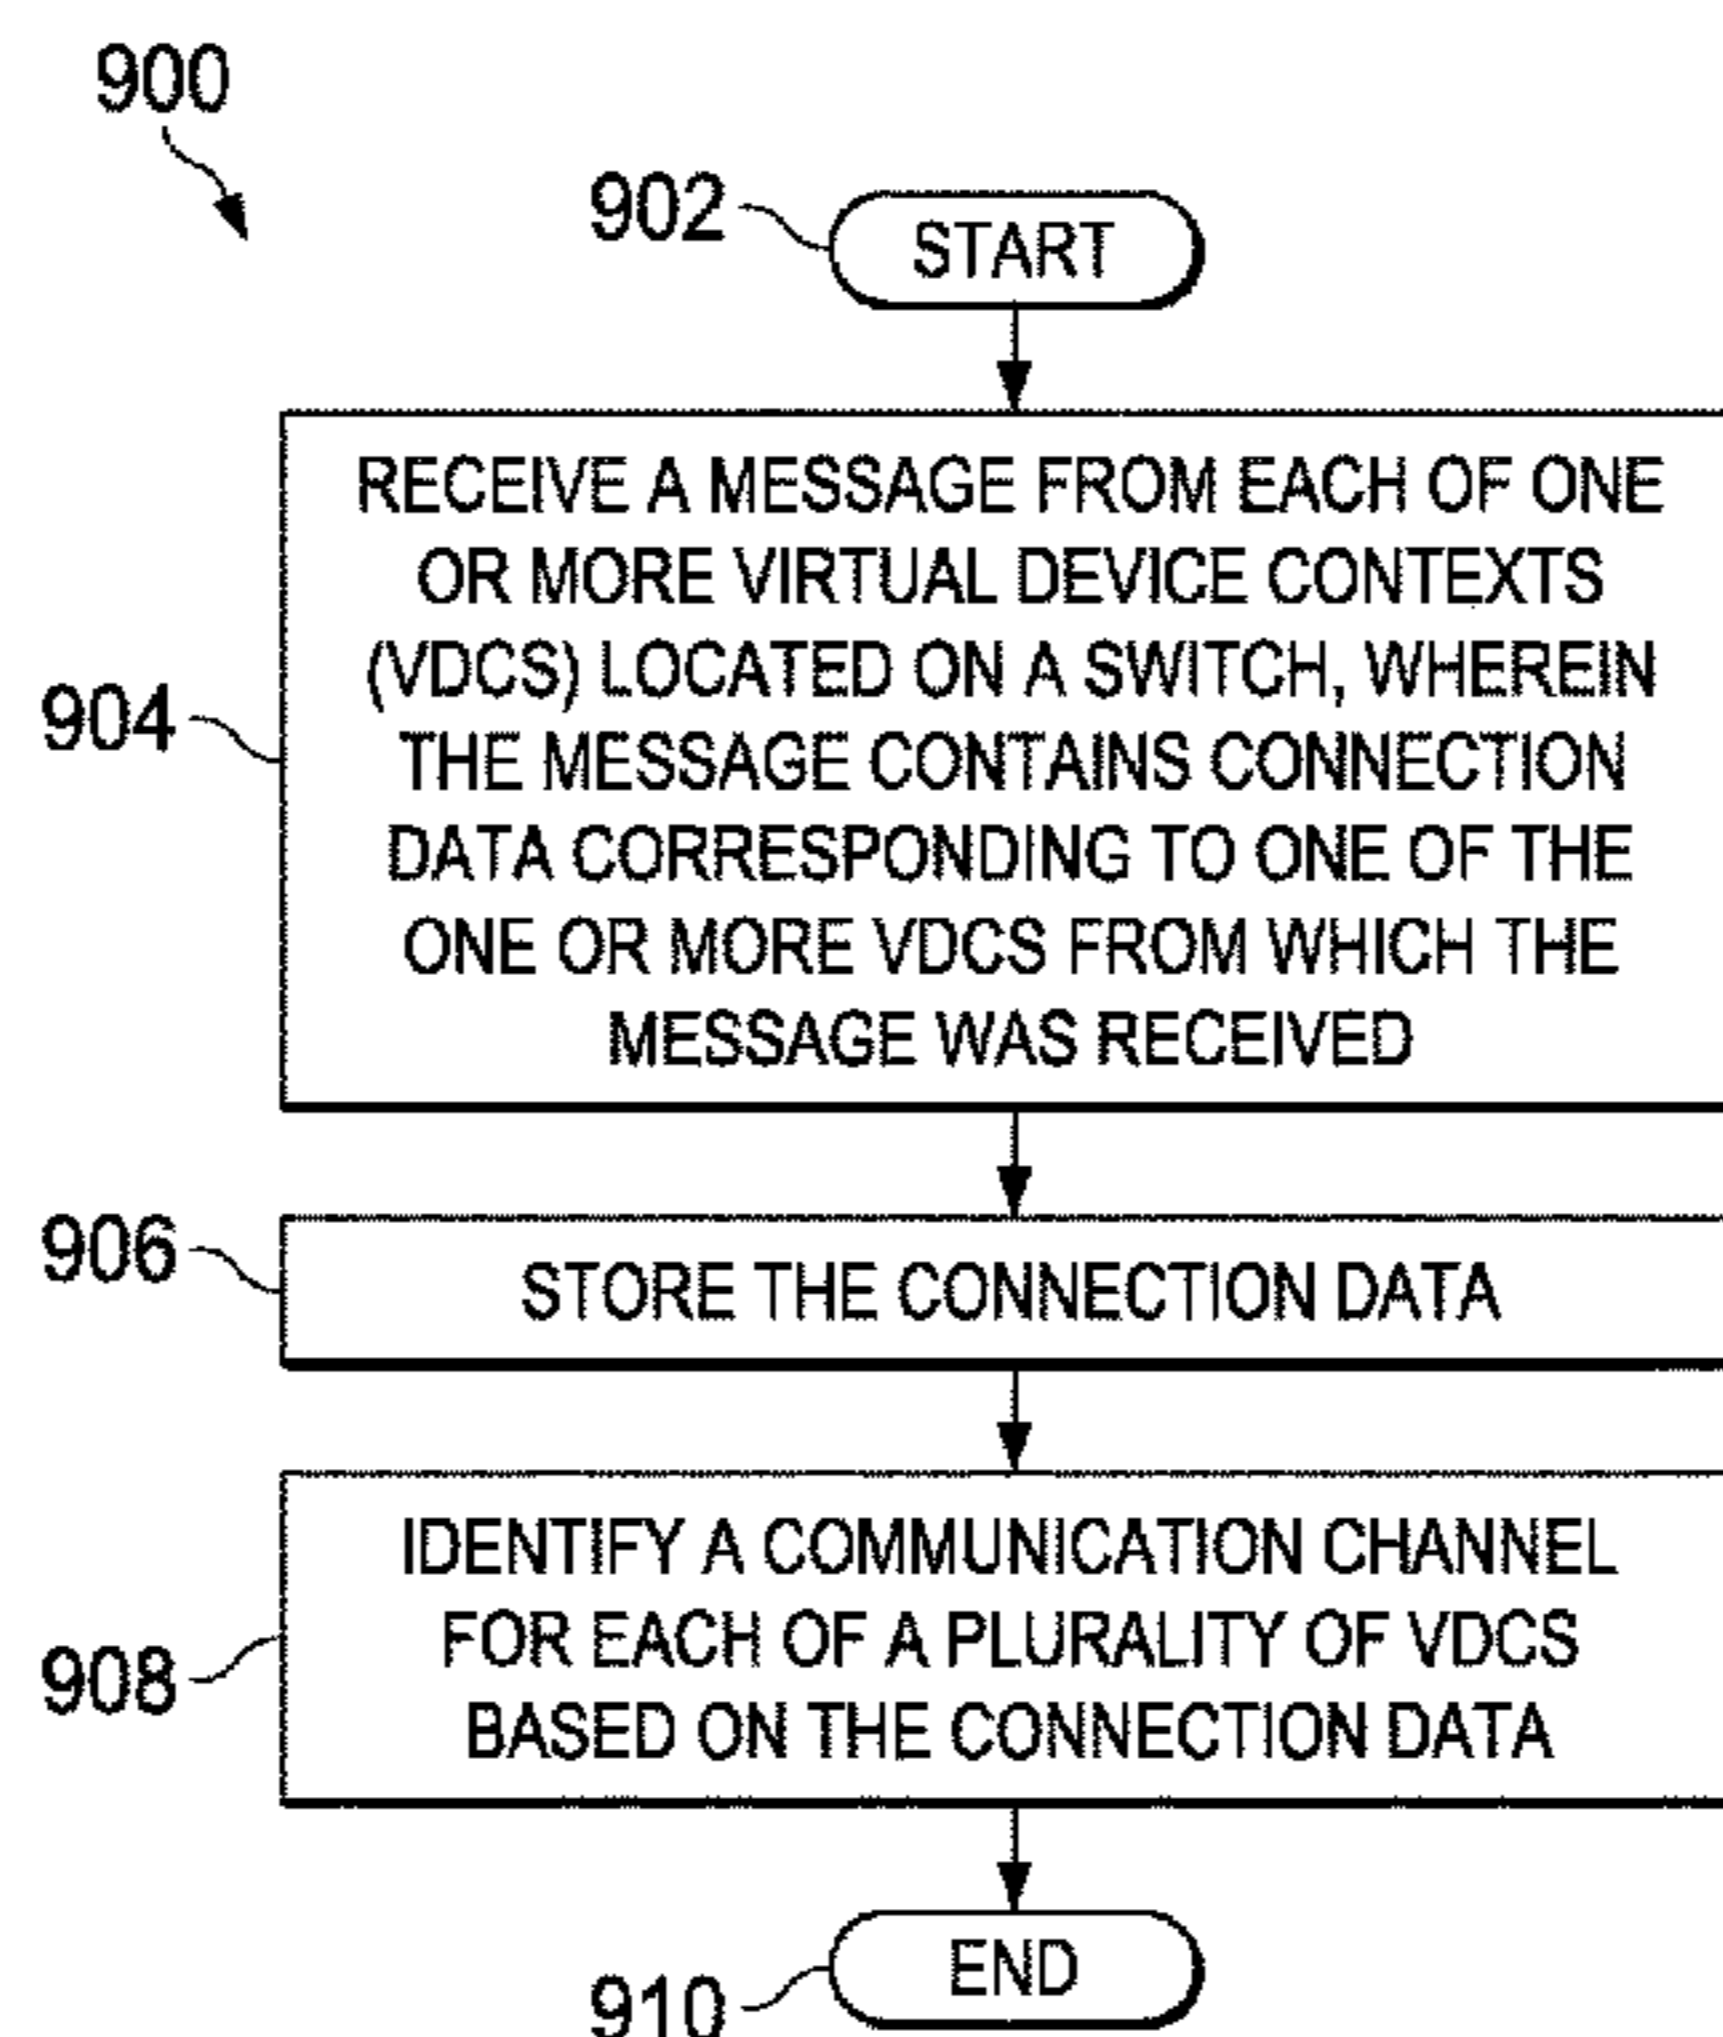 900
902
START
904
RECEIVE A MESSAGE FROM EACH OF ONE
OR MORE VIRTUAL DEVICE CONTEXTS
(VDCS) LOCATED ON A SWITCH, WHEREIN
THE MESSAGE CONTAINS CONNECTION
DATA CORRESPONDING TO ONE OF THE
ONE OR MORE VDCS FROM WHICH THE
MESSAGE WAS RECEIVED
906
STORE THE CONNECTION DATA
908
IDENTIFY A COMMUNICATION CHANNEL
FOR EACH OF A PLURALITY OF VDCS
BASED ON THE CONNECTION DATA
910
END